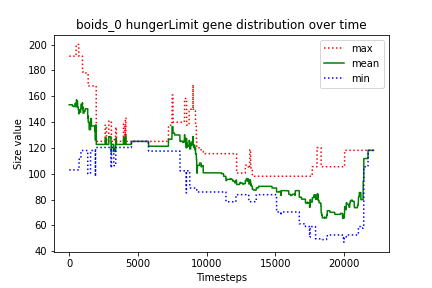 boids_0 hungerLimit gene distribution over time
max
mean
min
Size value
200
180
160
140
120
100
80
60
40
0 5000 10000 15000 20000
Timesteps